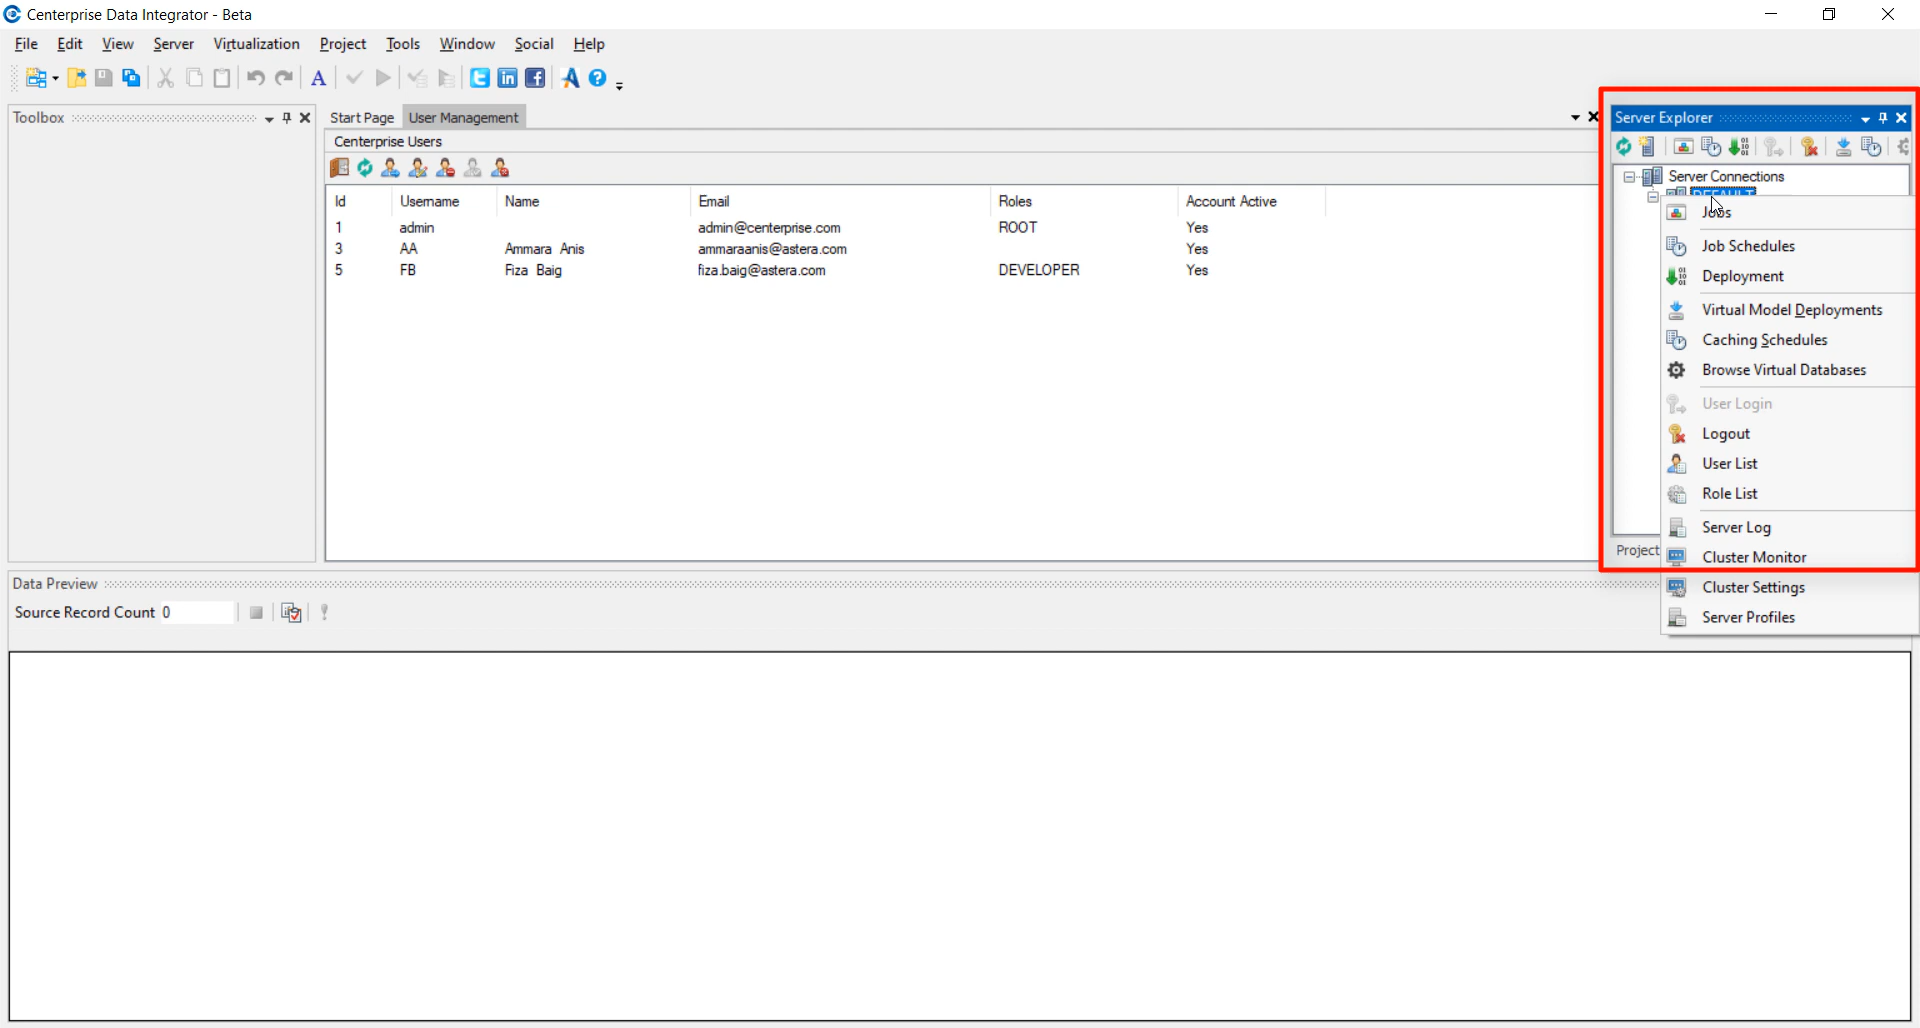 Centerprise Data Integrator - Beta
File Edit View Server Virtualization Project Tools Window Social Help
Toolbox
Start Page User Management
Centerprise Users
Id Username Name Email Roles Account Active
1 admin admin@centerprise.com ROOT Yes
3 AA Ammara Anis ammaraanis@astera.com Yes
5 FB Fiza Baig fiza.baig@astera.com DEVELOPER Yes
Server Explorer
Server Connections
DEFAULT
Jobs
Job Schedules
Deployment
Virtual Model Deployments
Caching Schedules
Browse Virtual Databases
User Login
Logout
User List
Role List
Server Log
Cluster Monitor
Cluster Settings
Server Profiles
Project
Data Preview
Source Record Count 0